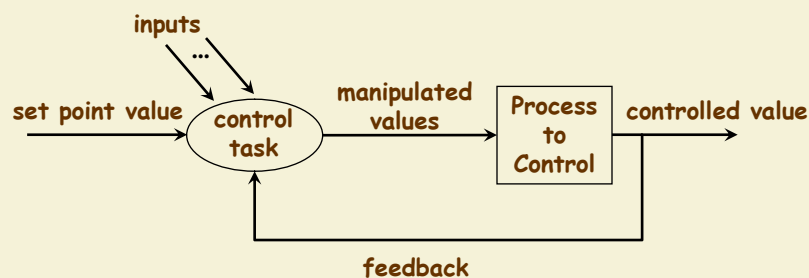 inputs
...
set point value
control
task
manipulated
values
Process
to
Control
controlled value
feedback